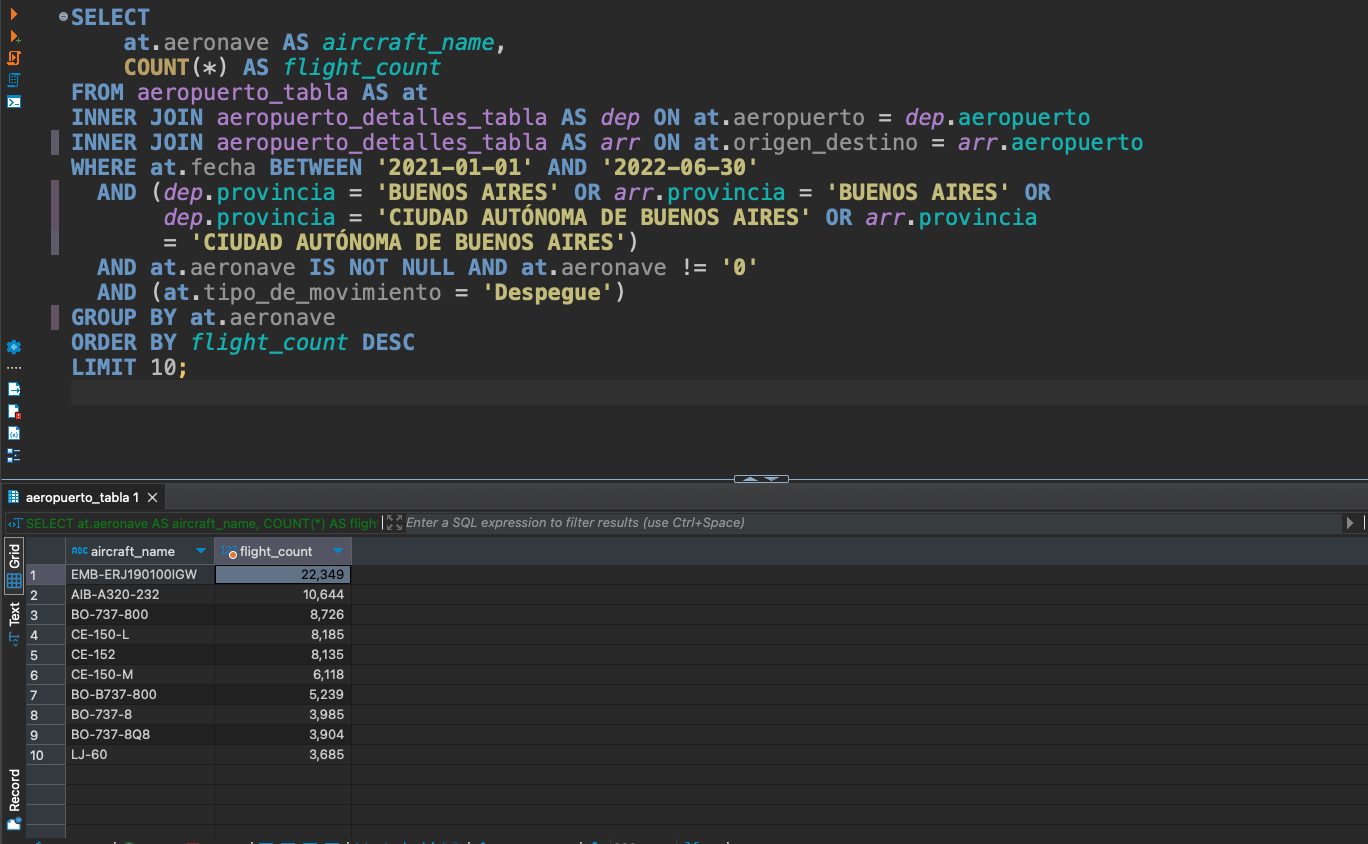 SELECT
at.aeronave AS aircraft_name,
COUNT(*) AS flight_count
FROM aeropuerto_tabla AS at
INNER JOIN aeropuerto_detalles_tabla AS dep ON at.aeropuerto = dep.aeropuerto
INNER JOIN aeropuerto_detalles_tabla AS arr ON at.origen_destino = arr.aeropuerto
WHERE at.fecha BETWEEN '2021-01-01' AND '2022-06-30'
AND (dep.provincia = 'BUENOS AIRES' OR arr.provincia = 'BUENOS AIRES' OR
dep.provincia = 'CIUDAD AUTÓNOMA DE BUENOS AIRES' OR arr.provincia
= 'CIUDAD AUTÓNOMA DE BUENOS AIRES')
AND at.aeronave IS NOT NULL AND at.aeronave != '0'
AND (at.tipo_de_movimiento = 'Despegue')
GROUP BY at.aeronave
ORDER BY flight_count DESC
LIMIT 10;
aeropuerto_tabla 1
SELECT at.aeronave AS aircraft_name, COUNT(*) AS flight Enter a SQL expression to filter results (use Ctrl+Space)
Grid
Text
Record
ABC aircraft_name 123 flight_count
1 EMB-ERJ190100IGW 22,349
2 AIB-A320-232 10,644
3 BO-737-800 8,726
4 CE-150-L 8,185
5 CE-152 8,135
6 CE-150-M 6,118
7 BO-B737-800 5,239
8 BO-737-8 3,985
9 BO-737-8Q8 3,904
10 LJ-60 3,685